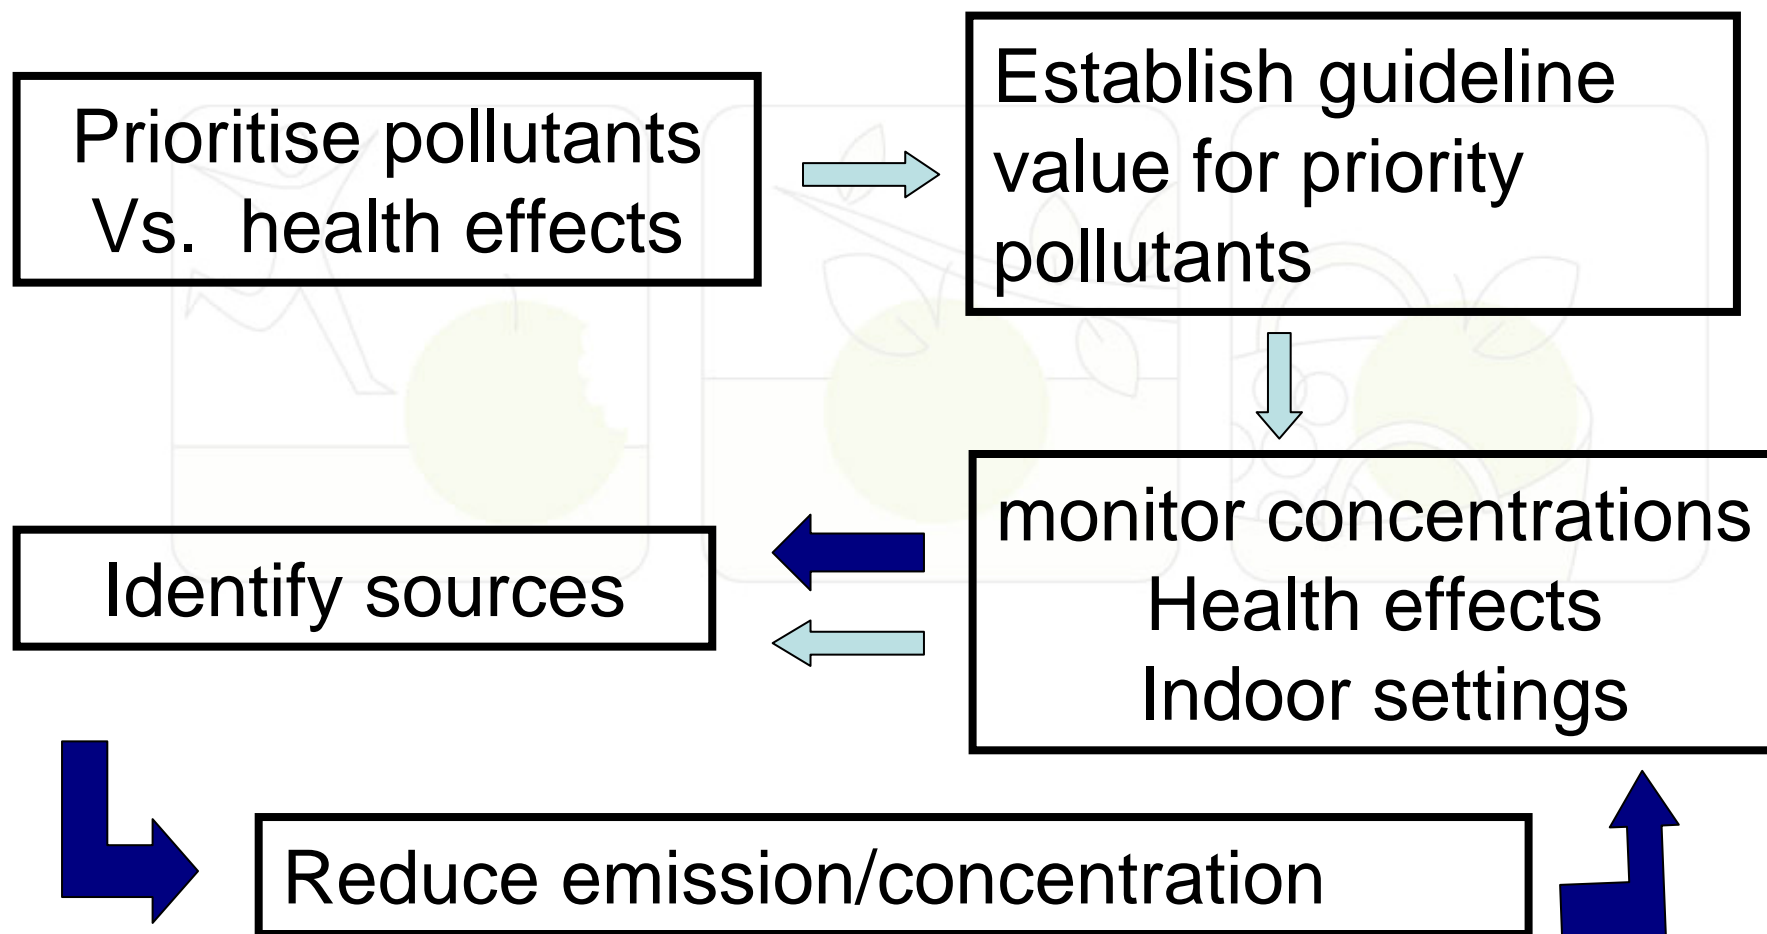 Prioritise pollutants
Vs. health effects
Establish guideline
value for priority
pollutants
monitor concentrations
Health effects
Indoor settings
Identify sources
Reduce emission/concentration